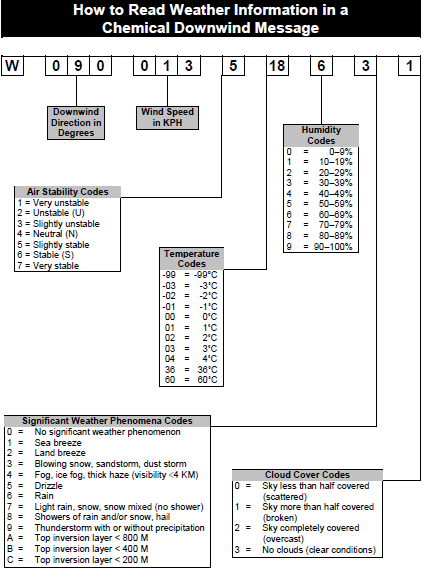 How to Read Weather Information in a
Chemical Downwind Message
W 0 9 0 0 1 3 5 18 6 3 1
Downwind
Direction in
Degrees
Wind Speed
in KPH
Humidity
Codes
0 = 0–9%
1 = 10–19%
2 = 20–29%
3 = 30–39%
4 = 40–49%
5 = 50–59%
6 = 60–69%
7 = 70–79%
8 = 80–89%
9 = 90–100%
Air Stability Codes
1 = Very unstable
2 = Unstable (U)
3 = Slightly unstable
4 = Neutral (N)
5 = Slightly stable
6 = Stable (S)
7 = Very stable
Temperature
Codes
-99 = -99°C
-03 = -3°C
-02 = -2°C
-01 = -1°C
00 = 0°C
01 = 1°C
02 = 2°C
03 = 3°C
04 = 4°C
36 = 36°C
60 = 60°C
Significant Weather Phenomena Codes
0 = No significant weather phenomenon
1 = Sea breeze
2 = Land breeze
3 = Blowing snow, sandstorm, dust storm
4 = Fog, ice fog, thick haze (visibility <4 KM)
5 = Drizzle
6 = Rain
7 = Light rain, snow, snow mixed (no shower)
8 = Showers of rain and/or snow, hail
9 = Thunderstorm with or without precipitation
A = Top inversion layer < 800 M
B = Top inversion layer < 400 M
C = Top inversion layer < 200 M
Cloud Cover Codes
0 = Sky less than half covered
(scattered)
1 = Sky more than half covered
(broken)
2 = Sky completely covered
(overcast)
3 = No clouds (clear conditions)